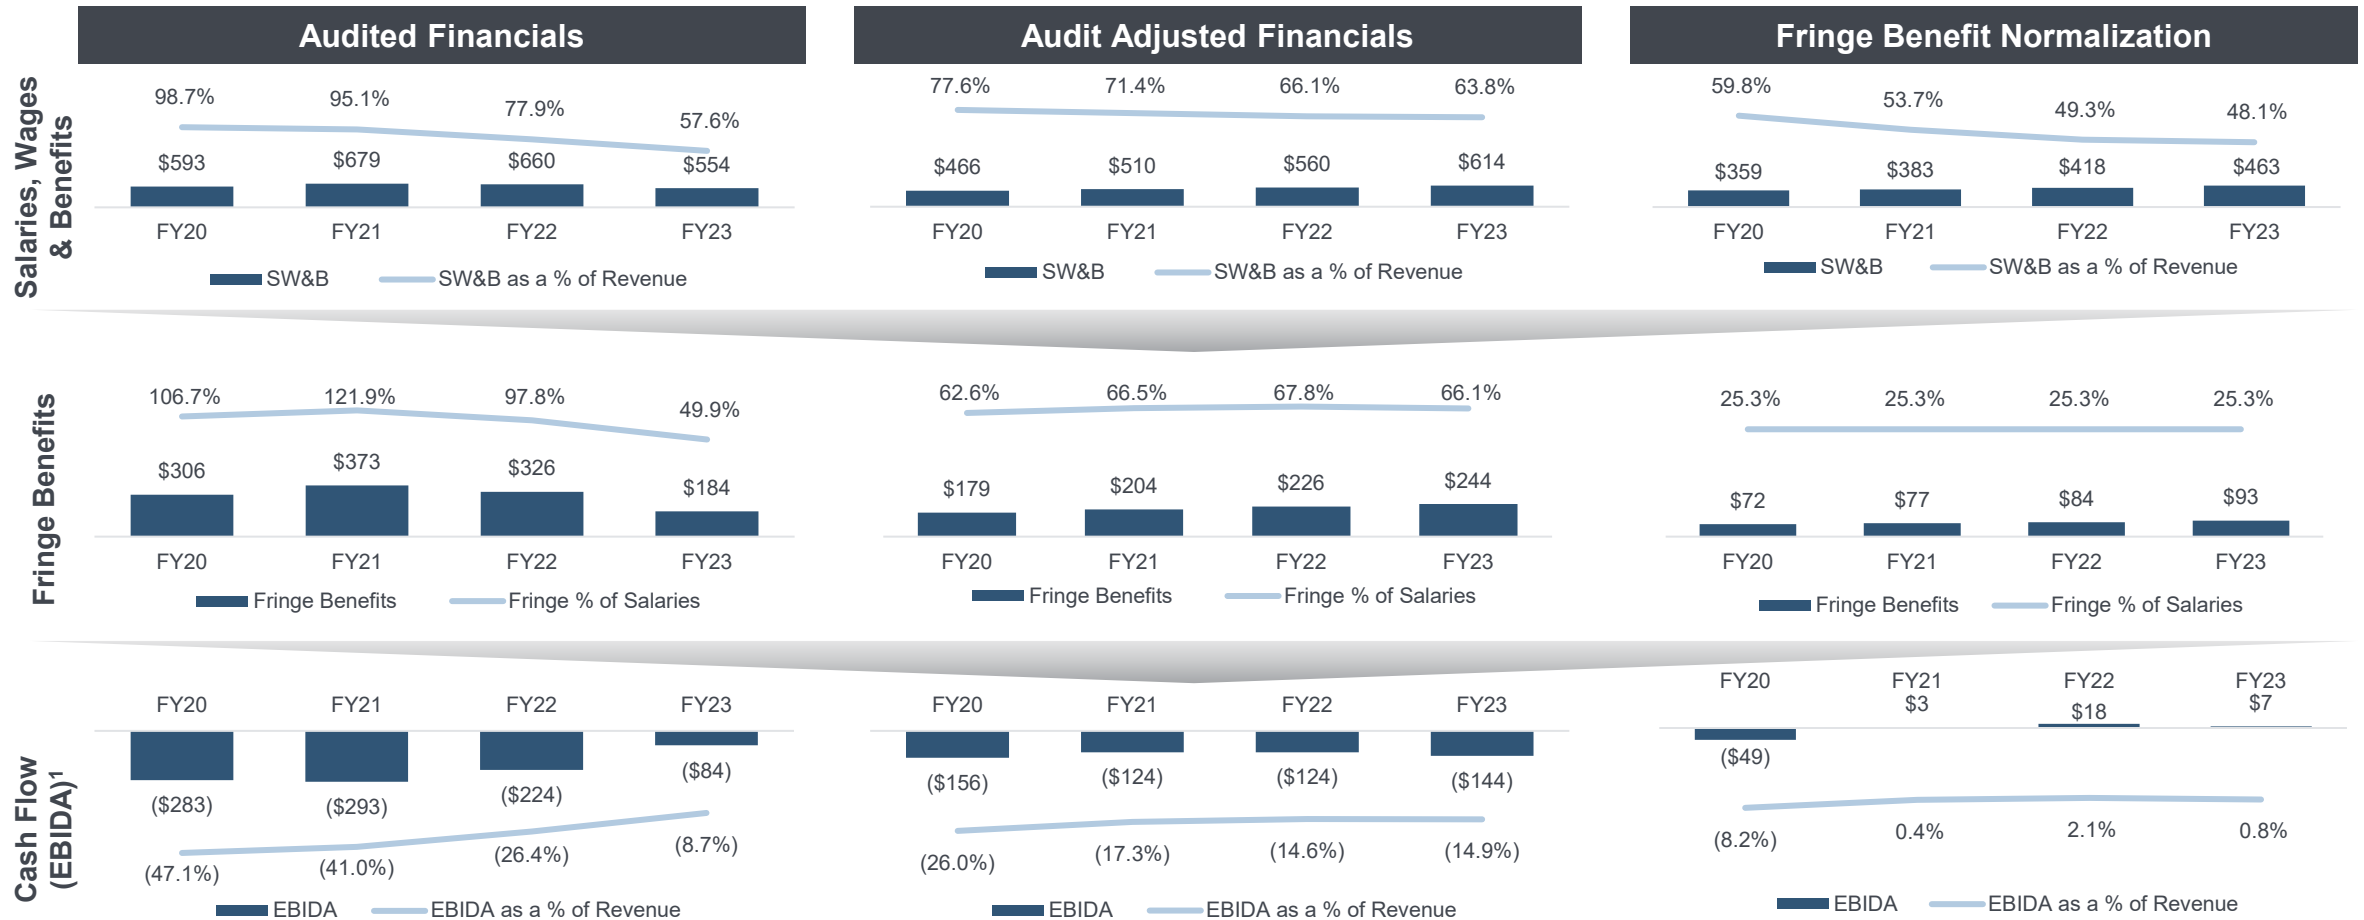 Audited Financials
Audit Adjusted Financials
Fringe Benefit Normalization
Salaries, Wages
& Benefits
98.7% 95.1% 77.9% 57.6%
$593 $679 $660 $554
FY20 FY21 FY22 FY23
SW&B SW&B as a % of Revenue
77.6% 71.4% 66.1% 63.8%
$466 $510 $560 $614
FY20 FY21 FY22 FY23
SW&B SW&B as a % of Revenue
59.8% 53.7% 49.3% 48.1%
$359 $383 $418 $463
FY20 FY21 FY22 FY23
SW&B SW&B as a % of Revenue
Fringe Benefits
106.7% 121.9% 97.8% 49.9%
$306 $373 $326 $184
FY20 FY21 FY22 FY23
Fringe Benefits Fringe % of Salaries
62.6% 66.5% 67.8% 66.1%
$179 $204 $226 $244
FY20 FY21 FY22 FY23
Fringe Benefits Fringe % of Salaries
25.3% 25.3% 25.3% 25.3%
$72 $77 $84 $93
FY20 FY21 FY22 FY23
Fringe Benefits Fringe % of Salaries
Cash Flow
(EBIDA)¹
FY20 FY21 FY22 FY23
($283) ($293) ($224) ($84)
(47.1%) (41.0%) (26.4%) (8.7%)
EBIDA EBIDA as a % of Revenue
FY20 FY21 FY22 FY23
($156) ($124) ($124) ($144)
(26.0%) (17.3%) (14.6%) (14.9%)
EBIDA EBIDA as a % of Revenue
FY20 FY21 FY22 FY23
($49) $3 $18 $7
(8.2%) 0.4% 2.1% 0.8%
EBIDA EBIDA as a % of Revenue